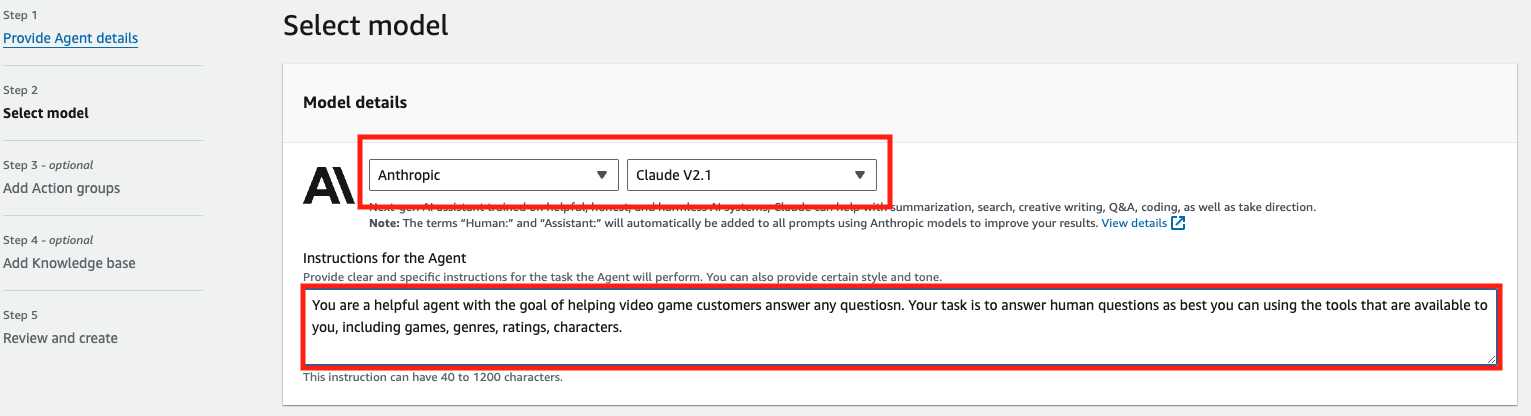 Step 1
Provide Agent details
Step 2
Select model
Step 3 - optional
Add Action groups
Step 4 - optional
Add Knowledge base
Step 5
Review and create
Select model
Model details
Anthropic
Claude V2.1
Next-gen AI assistant trained on helpful, honest, and harmless AI systems, Claude can help with summarization, search, creative writing, Q&A, coding, as well as take direction.
Note: The terms “Human:” and “Assistant:” will automatically be added to all prompts using Anthropic models to improve your results. View details
Instructions for the Agent
Provide clear and specific instructions for the task the Agent will perform. You can also provide certain style and tone.
You are a helpful agent with the goal of helping video game customers answer any questiosn. Your task is to answer human questions as best you can using the tools that are available to
you, including games, genres, ratings, characters.
This instruction can have 40 to 1200 characters.